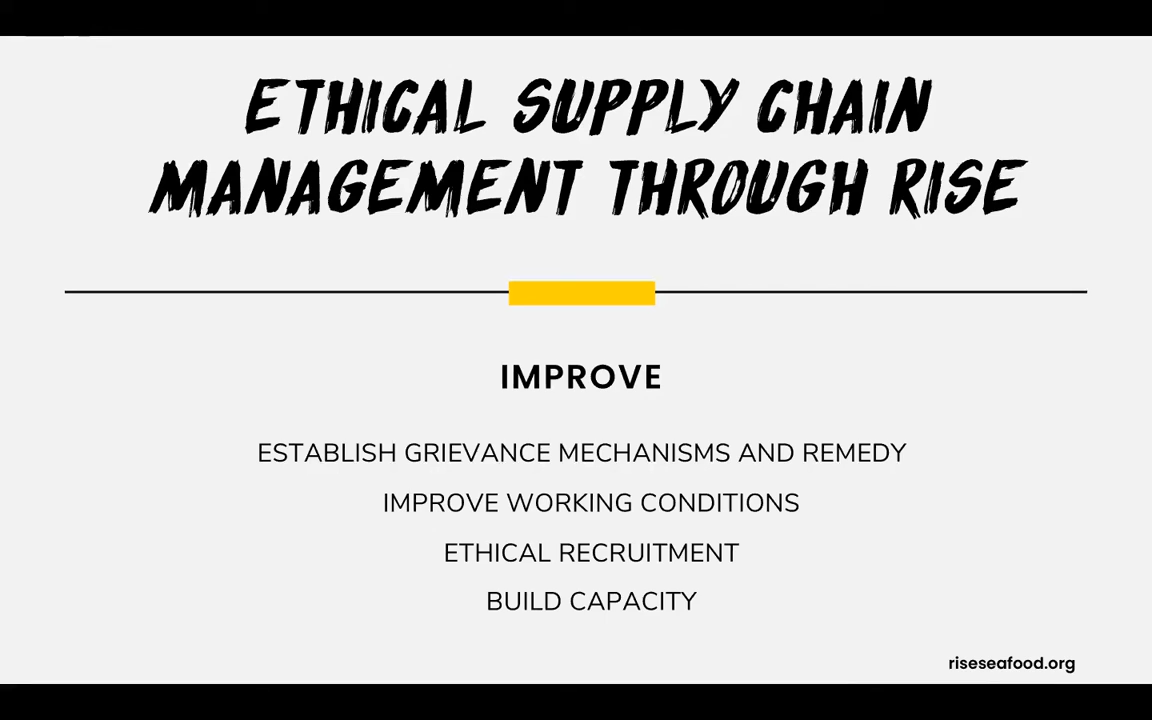 ETHICAL SUPPLY CHAIN
MANAGEMENT THROUGH RISE
IMPROVE
ESTABLISH GRIEVANCE MECHANISMS AND REMEDY
IMPROVE WORKING CONDITIONS
ETHICAL RECRUITMENT
BUILD CAPACITY
riseseafood.org